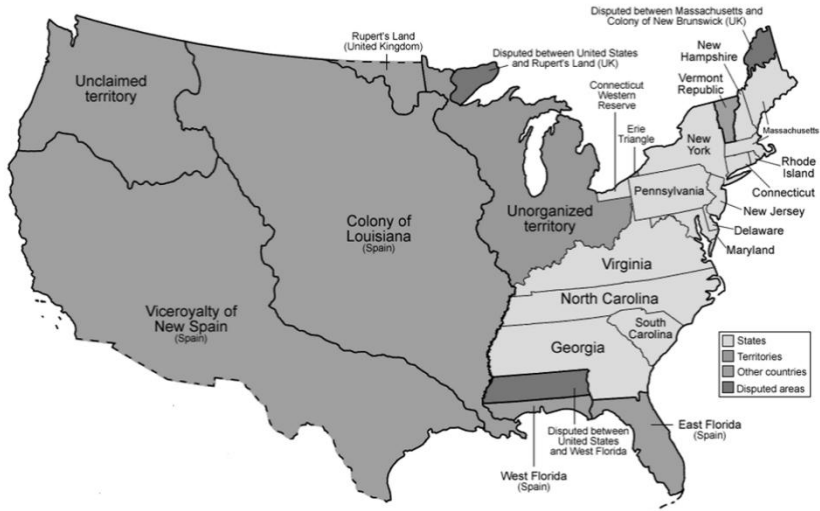 Disputed between Massachusetts and
Colony of New Brunswick (UK)
Rupert's Land
(United Kingdom)
Disputed between United States
and Rupert's Land (UK)
New
Hampshire
Vermont
Republic
Unclaimed
territory
Connecticut
Western
Reserve
Erie
Triangle
Massachusetts
New
York
Rhode
Island
Pennsylvania
Connecticut
New Jersey
Unorganized
territory
Colony of
Louisiana
(Spain)
Delaware
Maryland
Virginia
North Carolina
Viceroyalty of
New Spain
(Spain)
South
Carolina
Georgia
States
Territories
Other countries
Disputed areas
East Florida
(Spain)
Disputed between
United States
and West Florida
West Florida
(Spain)